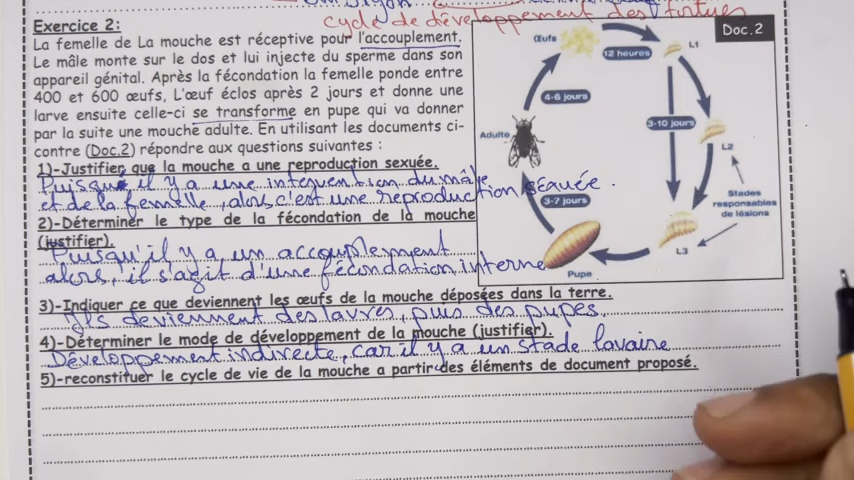 cycle de développement des tortues
Exercice 2:
La femelle de La mouche est réceptive pour l'accouplement.
Le mâle monte sur le dos et lui injecte du sperme dans son
appareil génital. Après la fécondation la femelle ponde entre
400 et 600 œufs, L'œuf éclos après 2 jours et donne une
larve ensuite celle-ci se transforme en pupe qui va donner
par la suite une mouche adulte. En utilisant les documents ci-
contre (Doc.2) répondre aux questions suivantes :
1)-Justifier que la mouche a une reproduction sexuée.
Puisque il y a une intervention du mâle
et de la femelle, alors c'est une reproduction séxuée.
2)-Déterminer le type de la fécondation de la mouche
(justifier).
Puisqu'il y a un accouplement
alors, il s'agit d'une fécondation interne
3)-Indiquer ce que deviennent les œufs de la mouche déposées dans la terre.
Ils deviennent des lavres, puis des pupes.
4)-Déterminer le mode de développement de la mouche (justifier).
Développement indirecte, car il y a un stade lavaire
5)-reconstituer le cycle de vie de la mouche a partir des éléments de document proposé.
Doc.2
Œufs
12 heures
L1
4-6 jours
3-10 jours
Adulte
L2
Stades
responsables
de lésions
3-7 jours
L3
Pupe